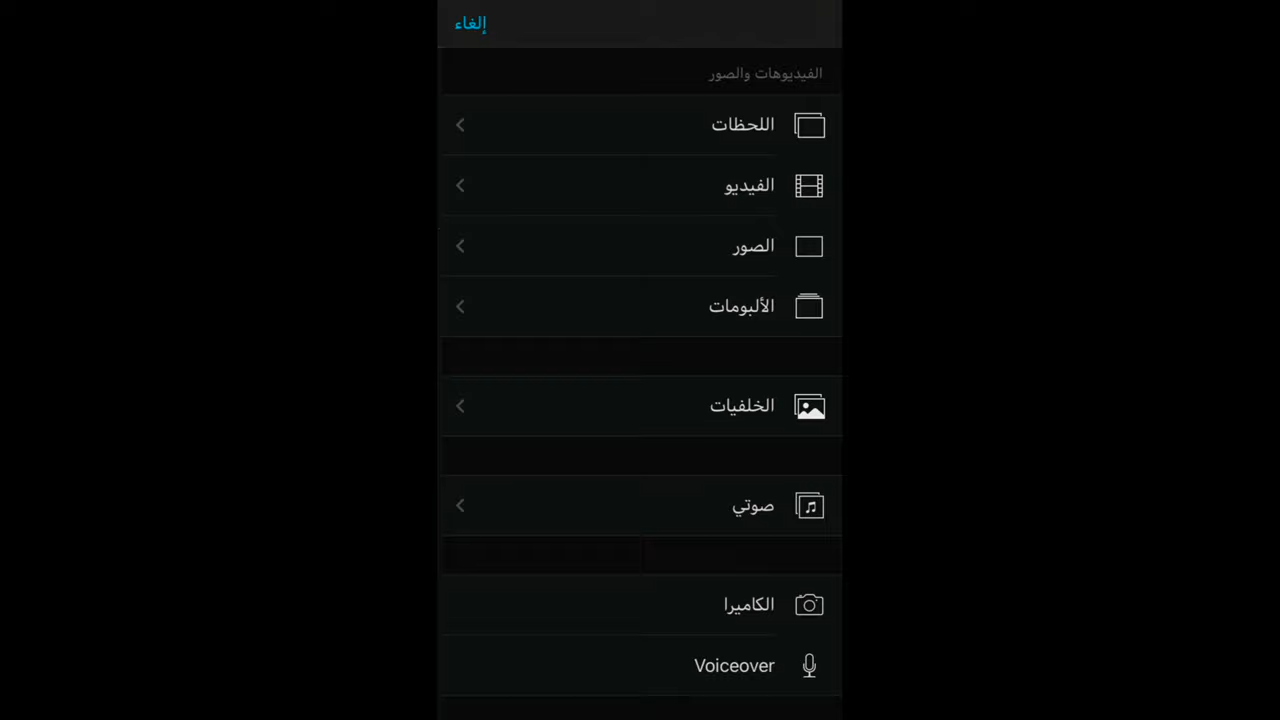 إلغاء
الفيديوهات والصور
اللحظات
الفيديو
الصور
الألبومات
الخلفيات
صوتي
الكاميرا
Voiceover